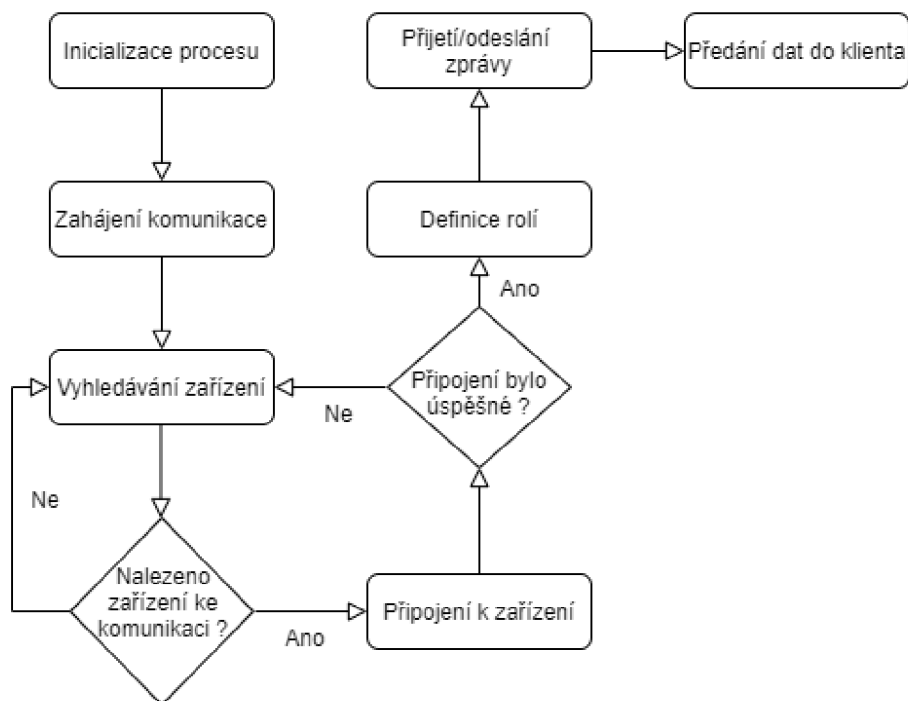 Inicializace procesu
Zahájení komunikace
Vyhledávání zařízení
Ne
Nalezeno
zařízení ke
komunikaci ?
Ano
Připojení k zařízení
Připojení bylo
úspěšné ?
Ne
Ano
Definice rolí
Přijetí/odeslání
zprávy
Předání dat do klienta